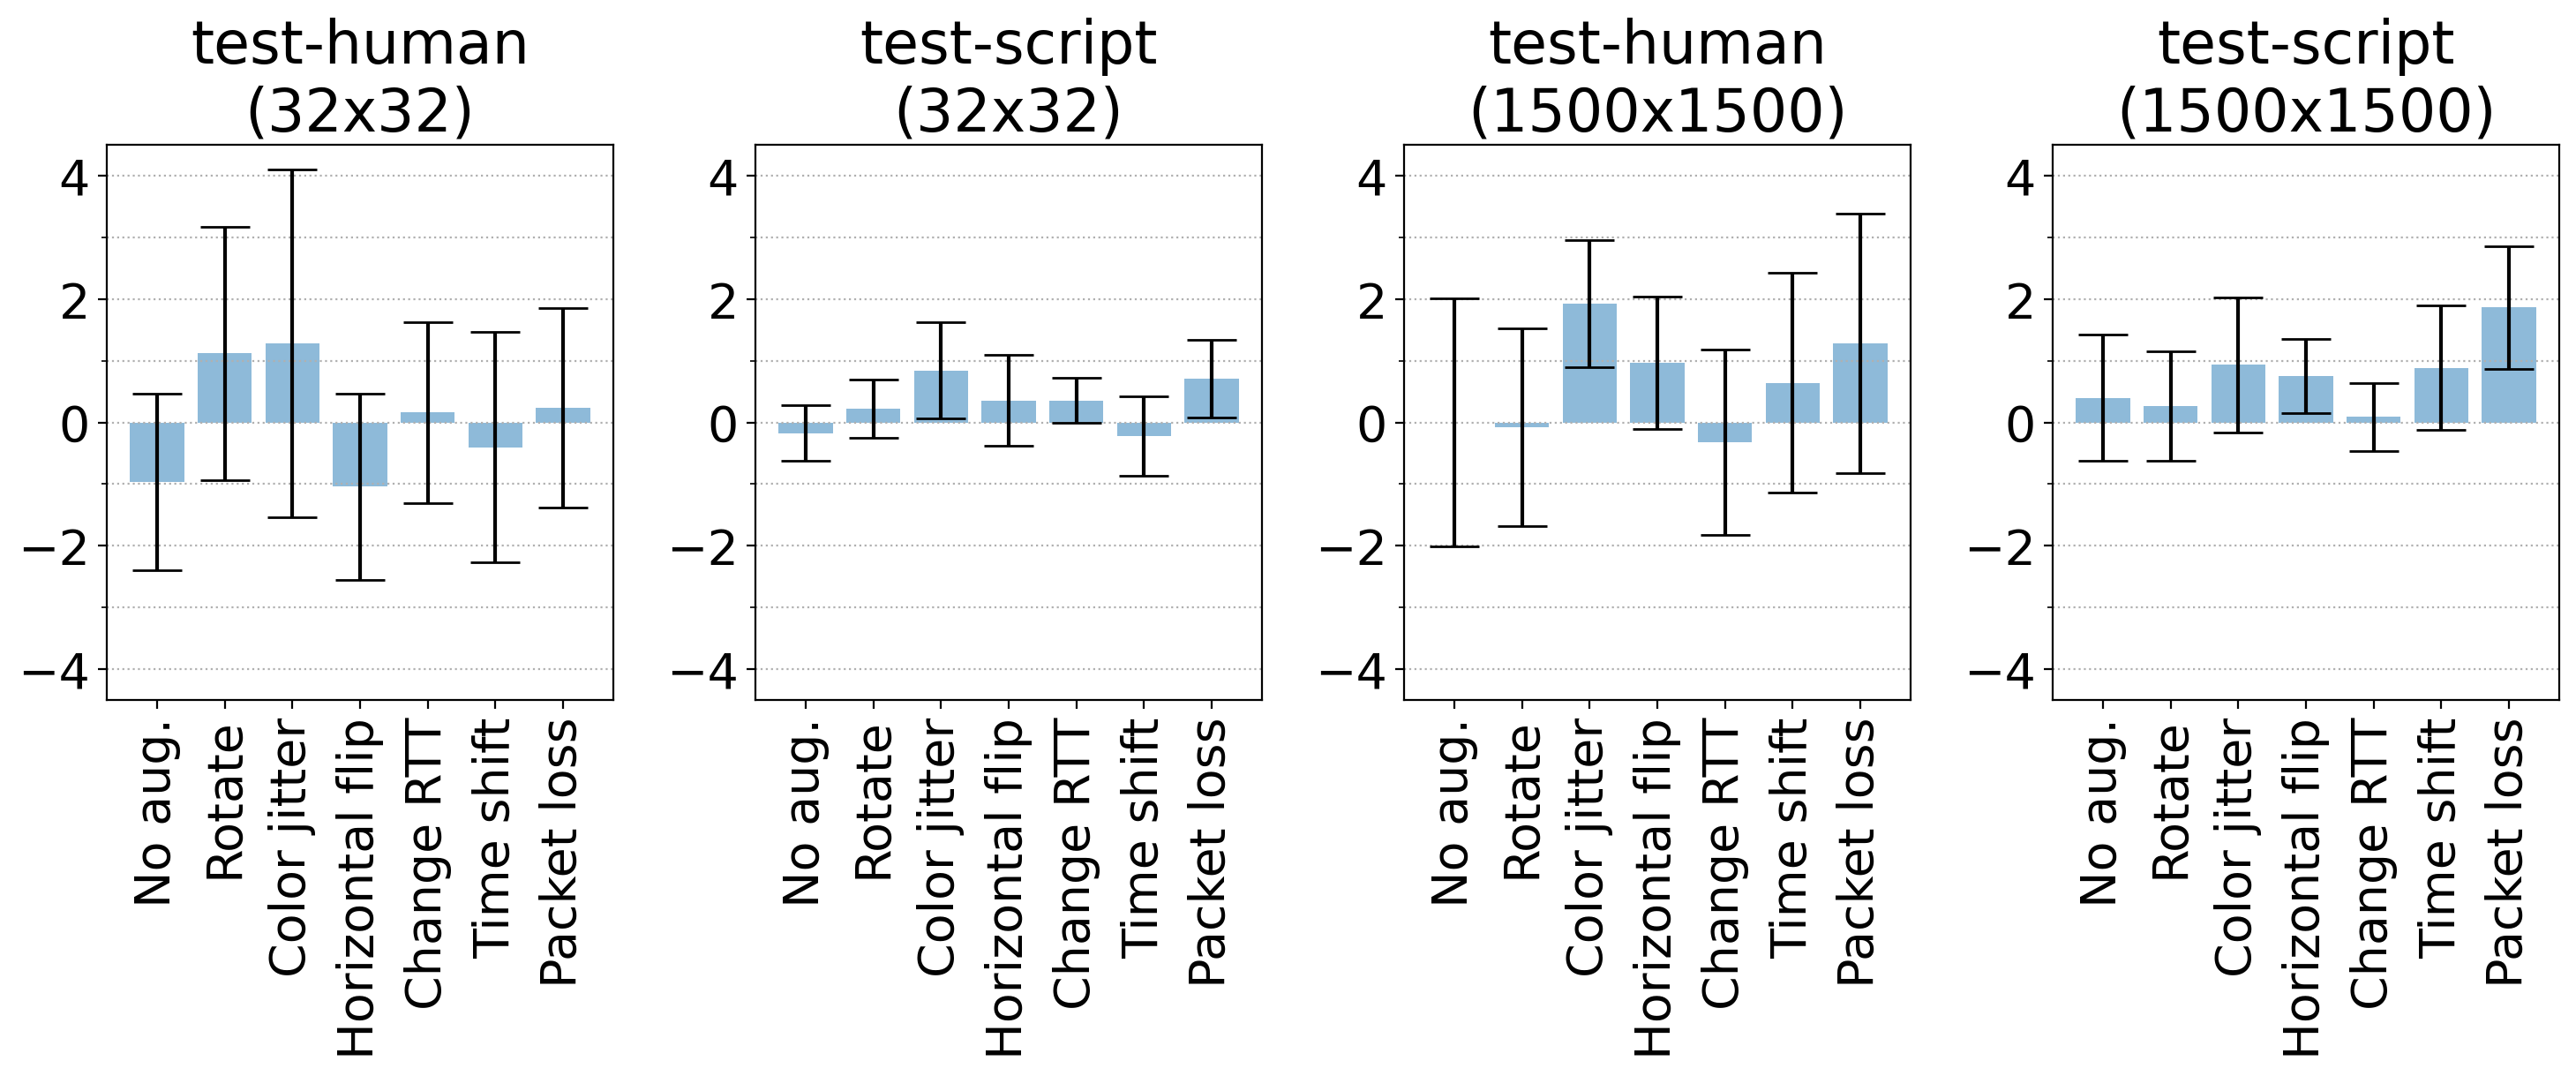 test-human
(32x32)
4
2
0
−2
−4
No aug.
Rotate
Color jitter
Horizontal flip
Change RTT
Time shift
Packet loss
test-script
(32x32)
4
2
0
−2
−4
No aug.
Rotate
Color jitter
Horizontal flip
Change RTT
Time shift
Packet loss
test-human
(1500x1500)
4
2
0
−2
−4
No aug.
Rotate
Color jitter
Horizontal flip
Change RTT
Time shift
Packet loss
test-script
(1500x1500)
4
2
0
−2
−4
No aug.
Rotate
Color jitter
Horizontal flip
Change RTT
Time shift
Packet loss